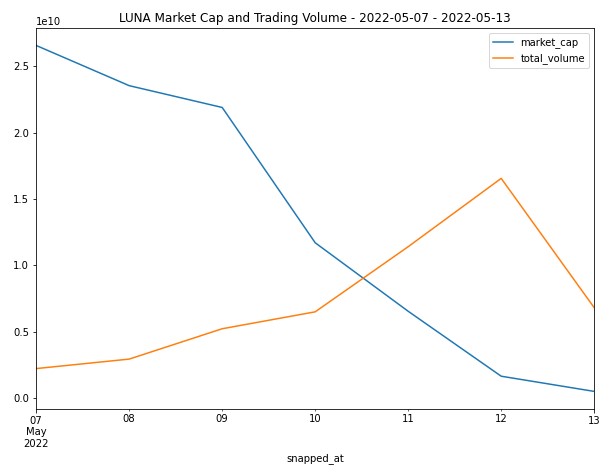 LUNA Market Cap and Trading Volume - 2022-05-07 - 2022-05-13
1e10
market_cap
total_volume
2.5
2.0
1.5
1.0
0.5
0.0
07 08 09 10 11 12 13
May
2022
snapped_at